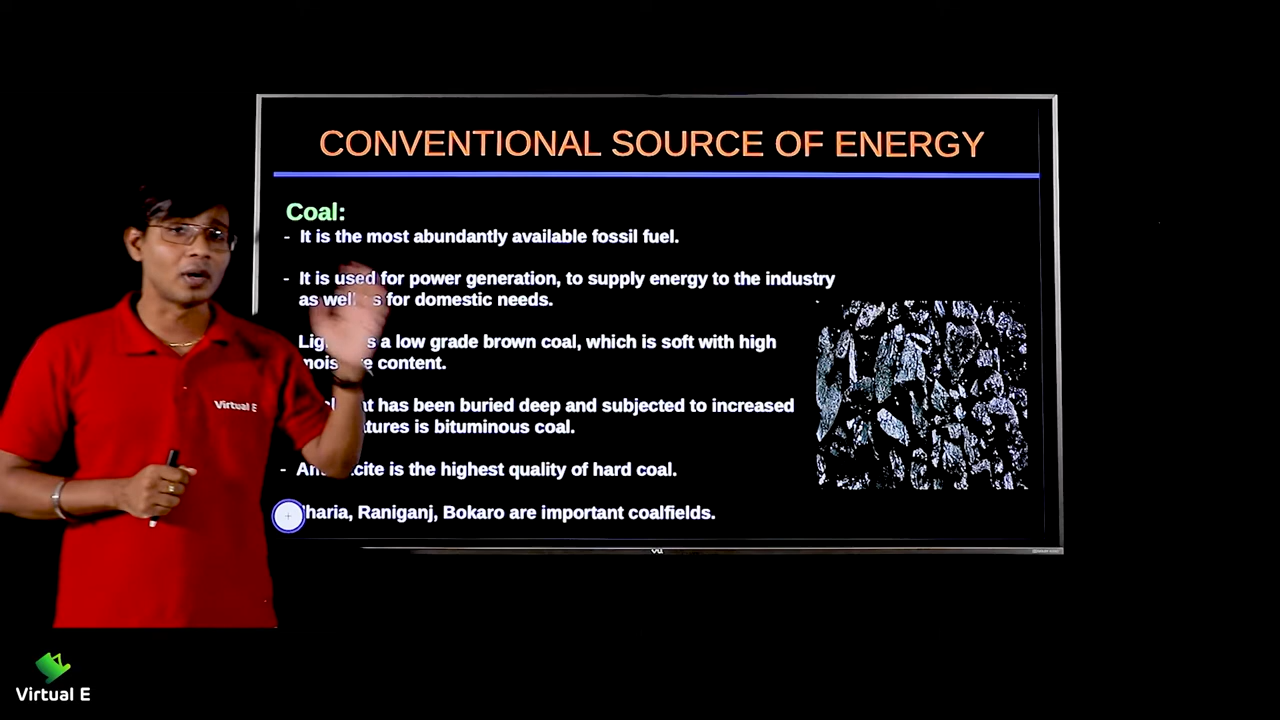 CONVENTIONAL SOURCE OF ENERGY
Coal:
- It is the most abundantly available fossil fuel.
- It is used for power generation, to supply energy to the industry
as well for domestic needs.
a low grade brown coal, which is soft with high
content.
has been buried deep and subjected to increased
is bituminous coal.
- is the highest quality of hard coal.
Raniganj, Bokaro are important coalfields.
Virtual E
Virtual E